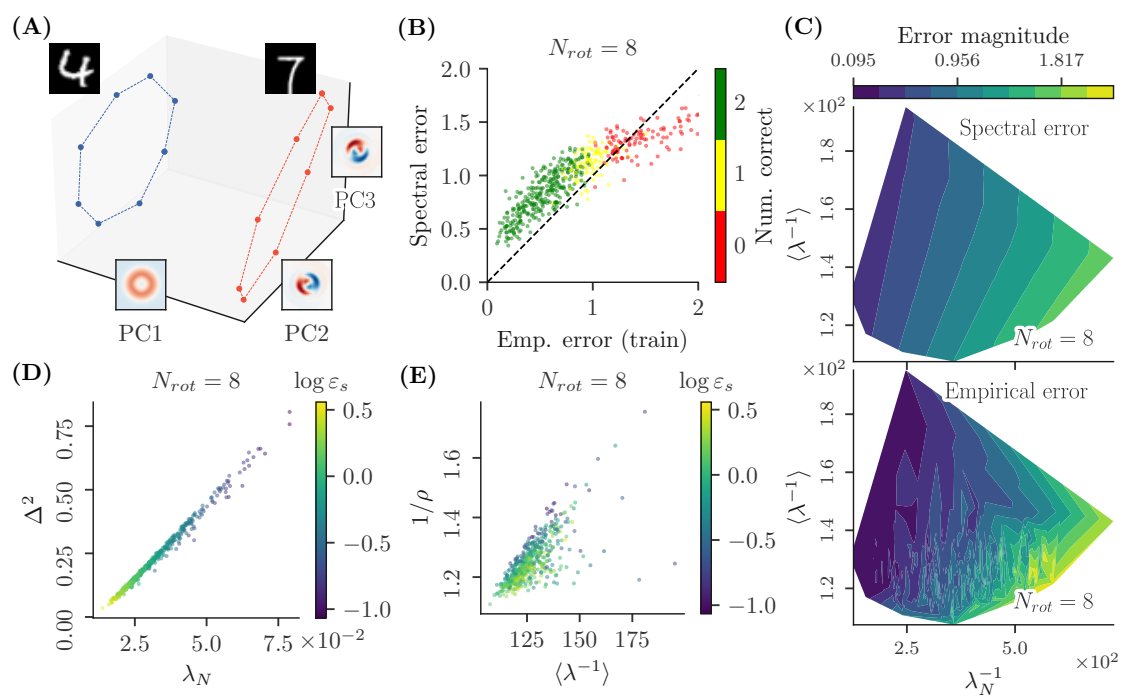 (A)
4
7
PC1
PC2
PC3
(B)
N_rot = 8
Spectral error
2.0
1.5
1.0
0.5
0.0
0
1
2
Emp. error (train)
2
1
0
Num. correct
(C)
Error magnitude
0.095
0.956
1.817
×10²
Spectral error
⟨λ⁻¹⟩
1.8
1.6
1.4
1.2
N_rot = 8
×10²
Empirical error
⟨λ⁻¹⟩
1.8
1.6
1.4
1.2
N_rot = 8
2.5
5.0
×10²
λ_N⁻¹
(D)
N_rot = 8
log ε_s
Δ²
0.75
0.50
0.25
0.00
2.5
5.0
7.5
×10⁻²
λ_N
0.5
0.0
−0.5
−1.0
(E)
N_rot = 8
log ε_s
1/ρ
1.6
1.4
1.2
125
150
175
⟨λ⁻¹⟩
0.5
0.0
−0.5
−1.0